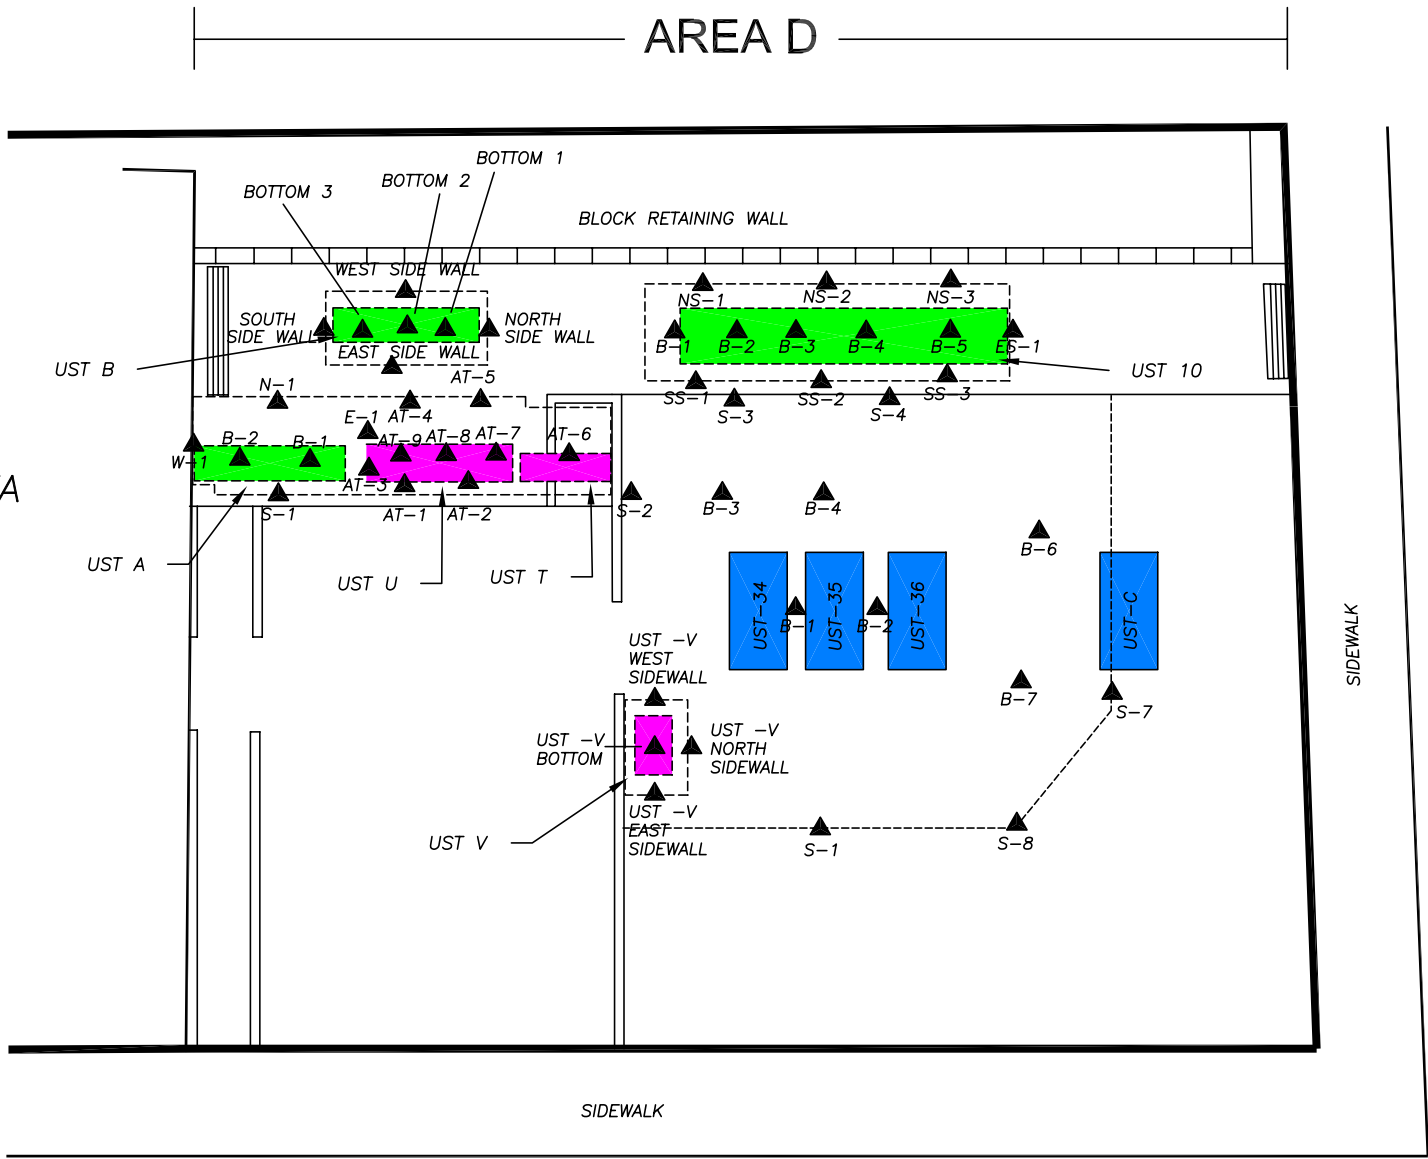 AREA D
BOTTOM 1
BOTTOM 2
BOTTOM 3
BLOCK RETAINING WALL
WEST SIDE WALL
NS-1
NS-2
NS-3
SOUTH
SIDE WALL
NORTH
SIDE WALL
EAST SIDE WALL
B-1
B-2
B-3
B-4
B-5
ES-1
UST B
UST 10
N-1
AT-5
AT-4
E-1
SS-1
S-3
SS-2
S-4
SS-3
W-1
B-2
B-1
AT-9
AT-8
AT-7
AT-6
AT-3
S-1
AT-1
AT-2
S-2
B-3
B-4
B-6
UST A
UST U
UST T
UST-34
B-1
UST-35
B-2
UST-36
UST-C
SIDEWALK
UST -V
WEST
SIDEWALL
B-7
S-7
UST -V
BOTTOM
UST -V
NORTH
SIDEWALL
UST V
UST -V
EAST
SIDEWALL
S-1
S-8
SIDEWALK